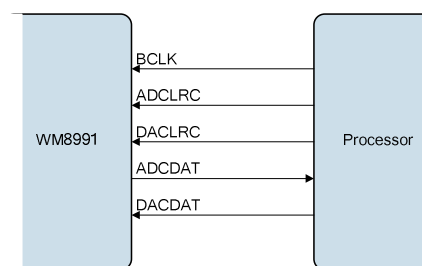 BCLK
ADCLRC
DACLRC
WM8991
Processor
ADCDAT
DACDAT